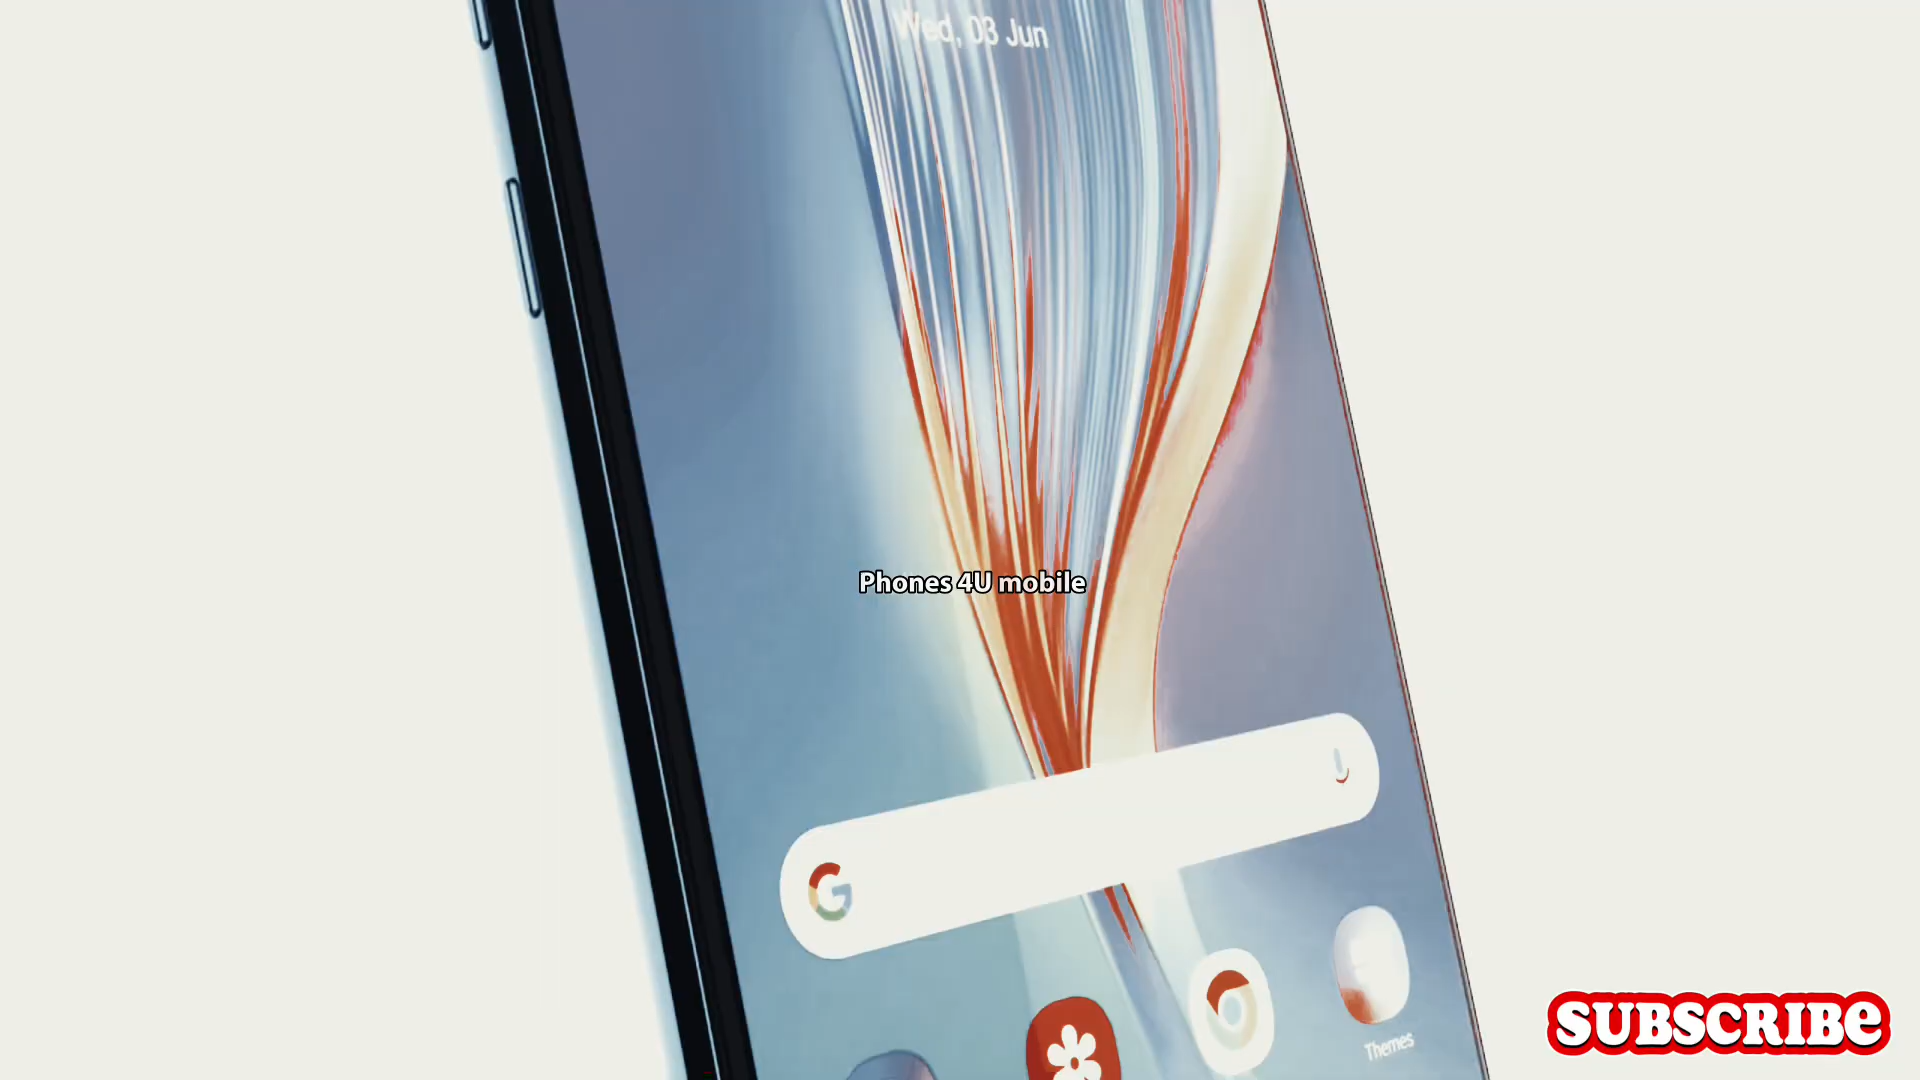 Wed, 03 Jun
Phones 4U mobile
G
Themes
SUBSCRIBE